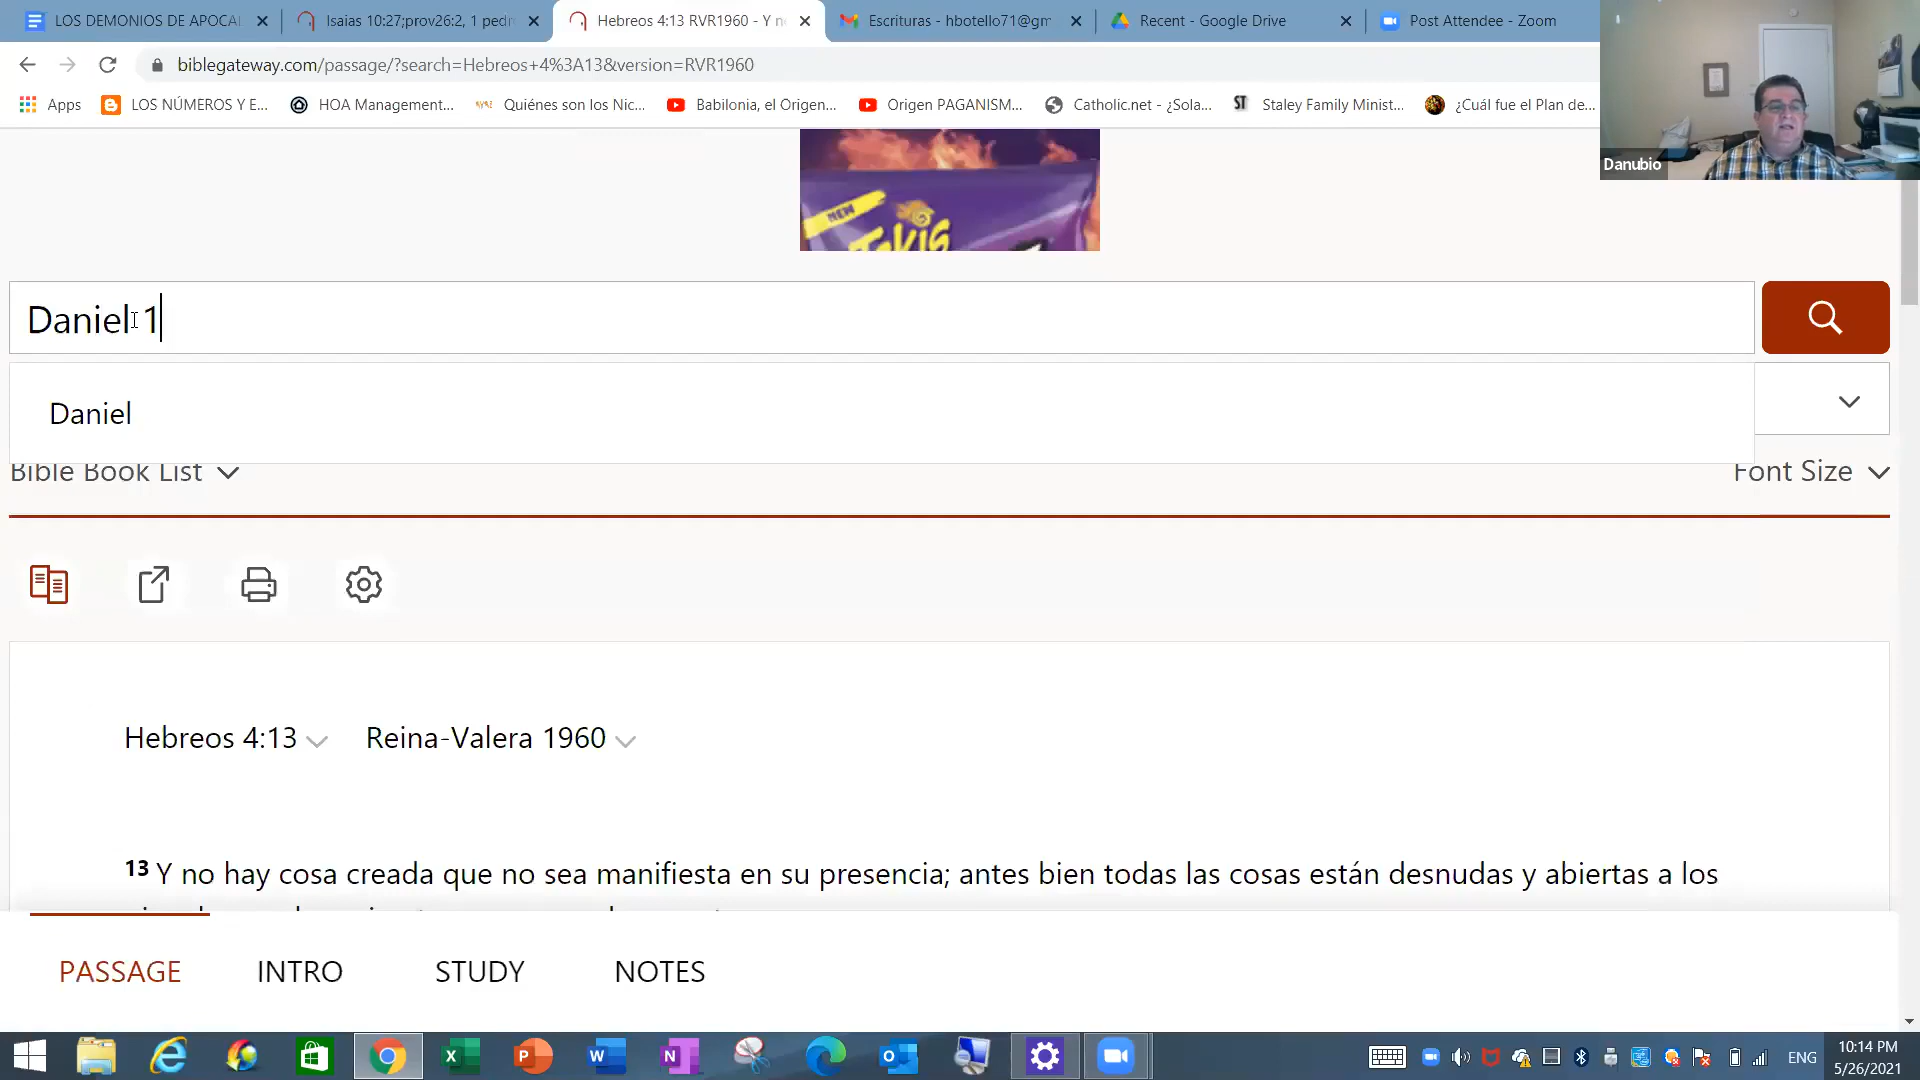 LOS DEMONIOS DE APOCAL
Isaias 10:27;prov26:2, 1 pedr
Hebreos 4:13 RVR1960 - Y n
Escrituras - hbotello71@gm
Recent - Google Drive
Post Attendee - Zoom
biblegateway.com/passage/?search=Hebreos+4%3A13&version=RVR1960
Apps
LOS NÚMEROS Y E...
HOA Management...
Quiénes son los Nic...
Babilonia, el Origen...
Origen PAGANISM...
Catholic.net - ¿Sola...
ST
Staley Family Minist...
¿Cuál fue el Plan de...
Danubio
NEW
Takis
Daniel 1
Daniel
Bible Book List
Font Size
Hebreos 4:13
Reina-Valera 1960
13 Y no hay cosa creada que no sea manifiesta en su presencia; antes bien todas las cosas están desnudas y abiertas a los
PASSAGE
INTRO
STUDY
NOTES
ENG
10:14 PM
5/26/2021